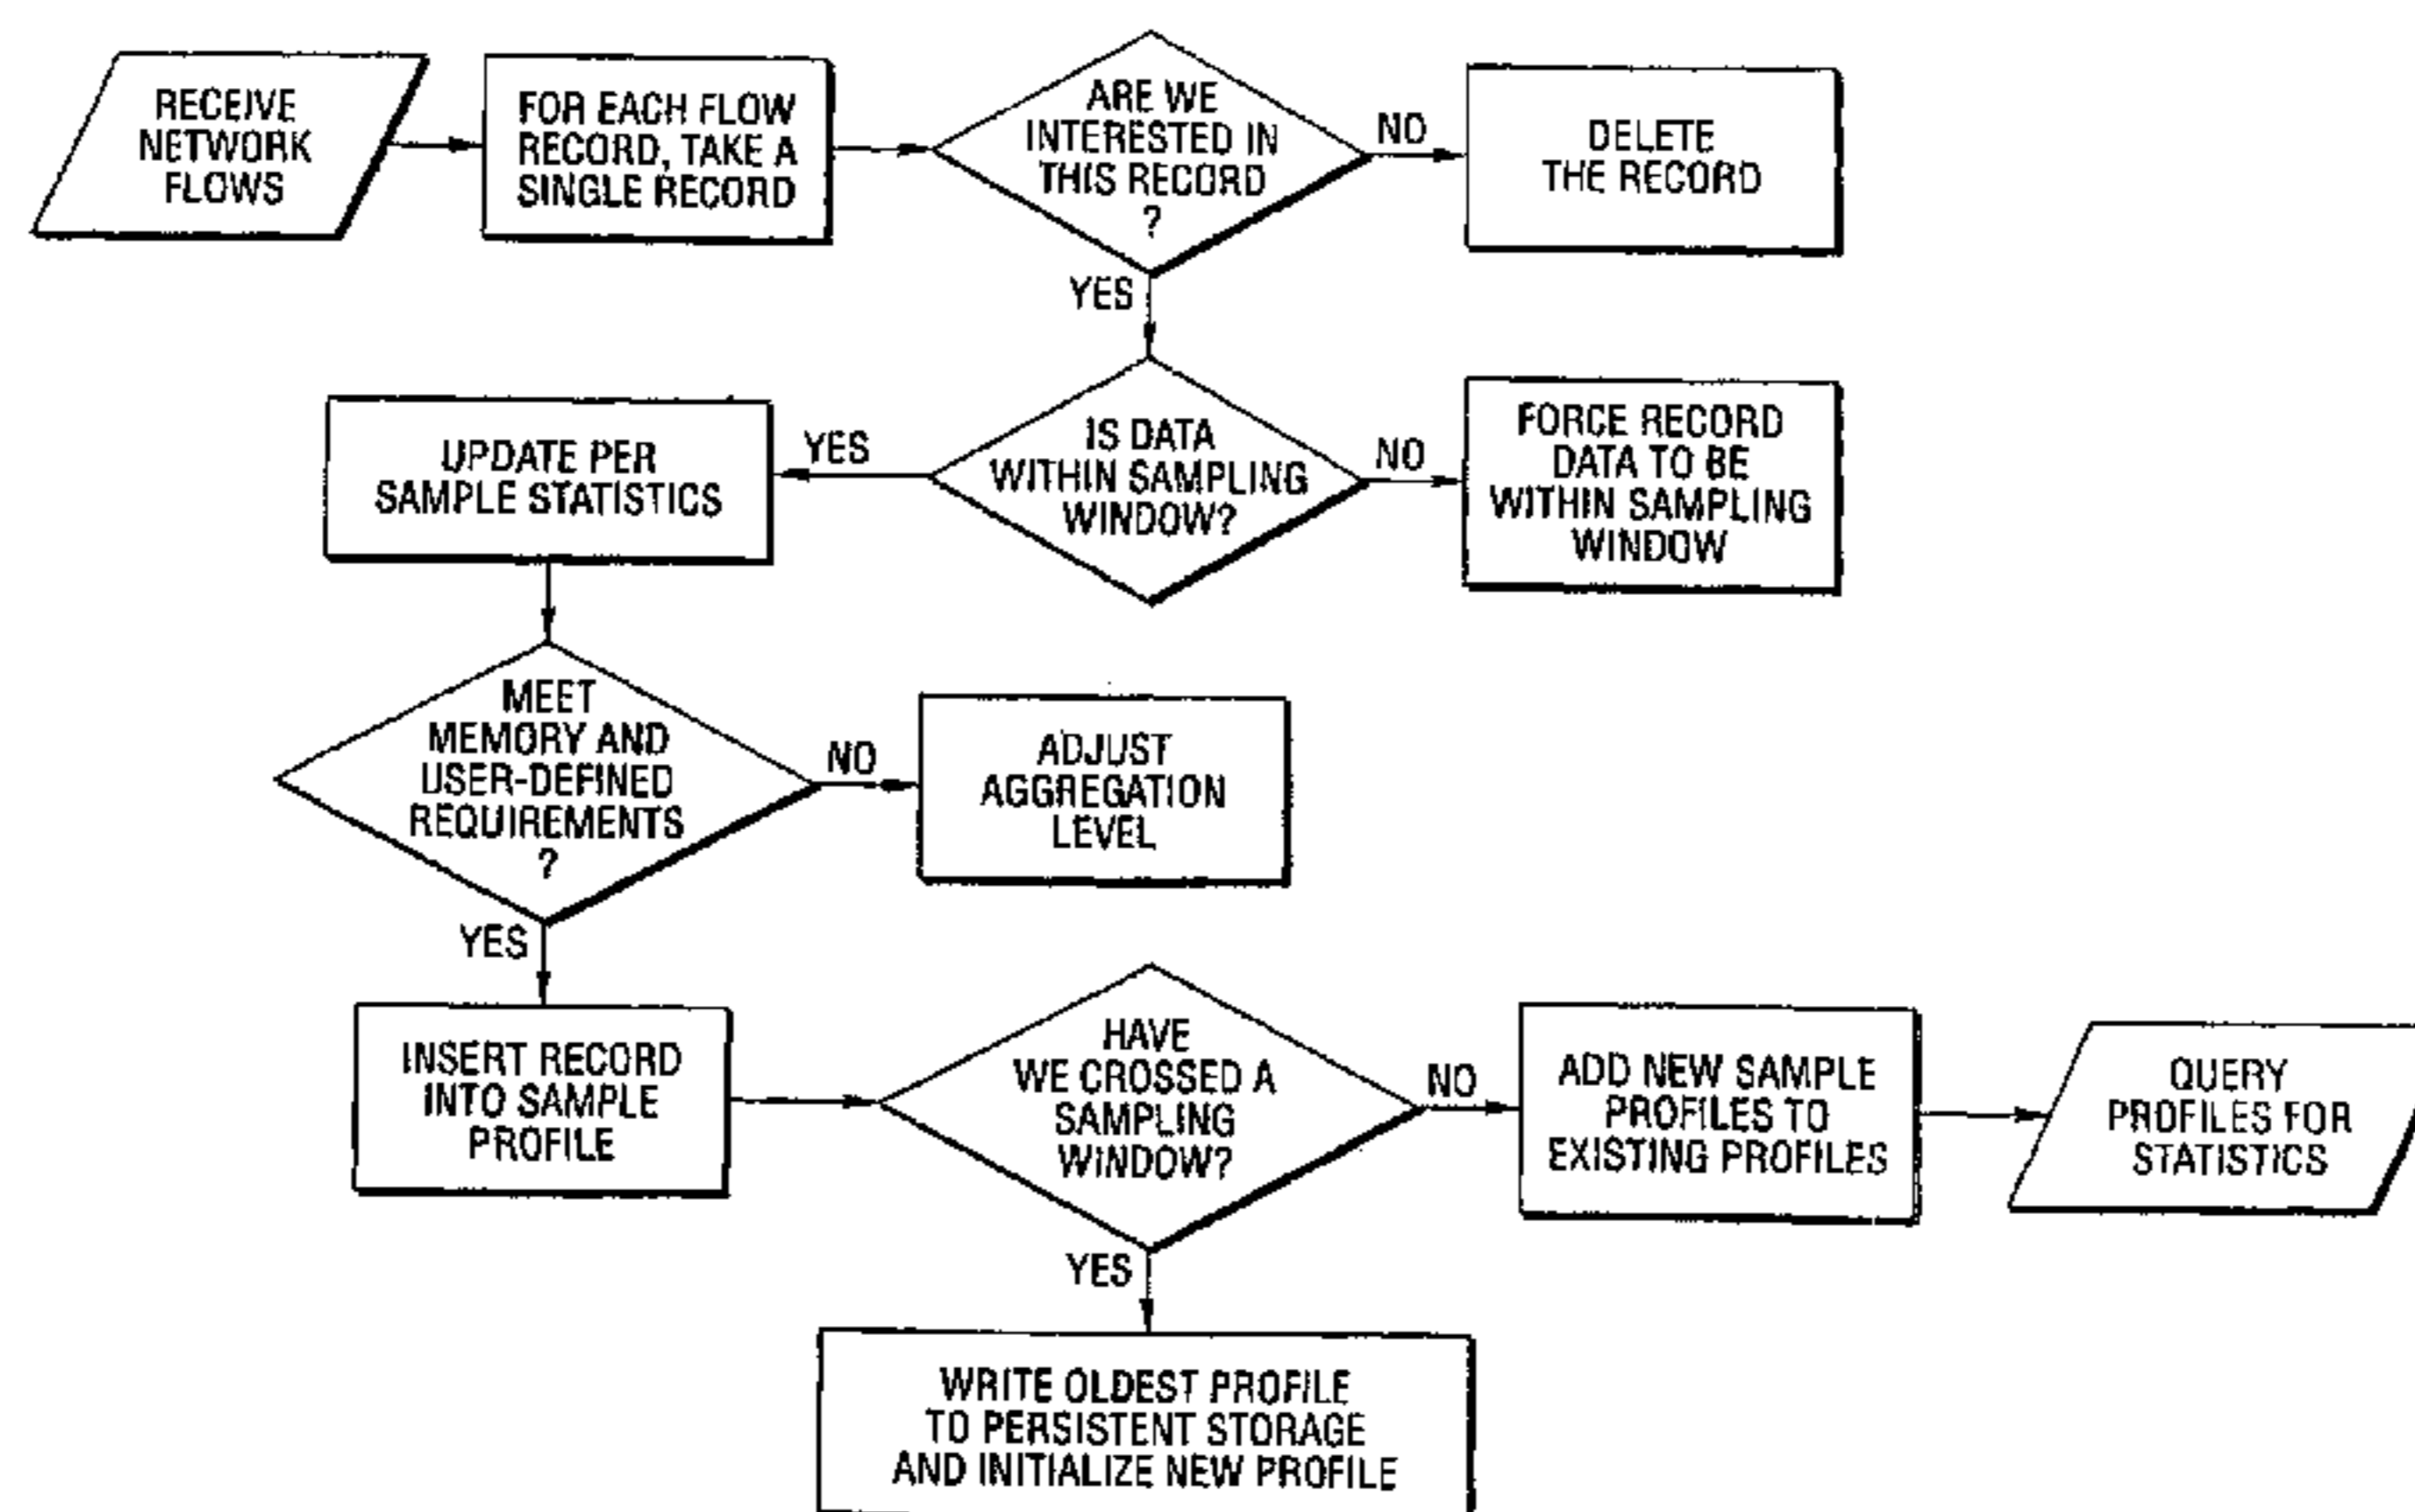 RECEIVE
NETWORK
FLOWS
FOR EACH FLOW
RECORD, TAKE A
SINGLE RECORD
ARE WE
INTERESTED IN
THIS RECORD
?
NO
DELETE
THE RECORD
YES
IS DATA
WITHIN SAMPLING
WINDOW?
NO
FORCE RECORD
DATA TO BE
WITHIN SAMPLING
WINDOW
YES
UPDATE PER
SAMPLE STATISTICS
MEET
MEMORY AND
USER-DEFINED
REQUIREMENTS
?
NO
ADJUST
AGGREGATION
LEVEL
YES
INSERT RECORD
INTO SAMPLE
PROFILE
HAVE
WE CROSSED A
SAMPLING
WINDOW?
NO
ADD NEW SAMPLE
PROFILES TO
EXISTING PROFILES
QUERY
PROFILES FOR
STATISTICS
YES
WRITE OLDEST PROFILE
TO PERSISTENT STORAGE
AND INITIALIZE NEW PROFILE